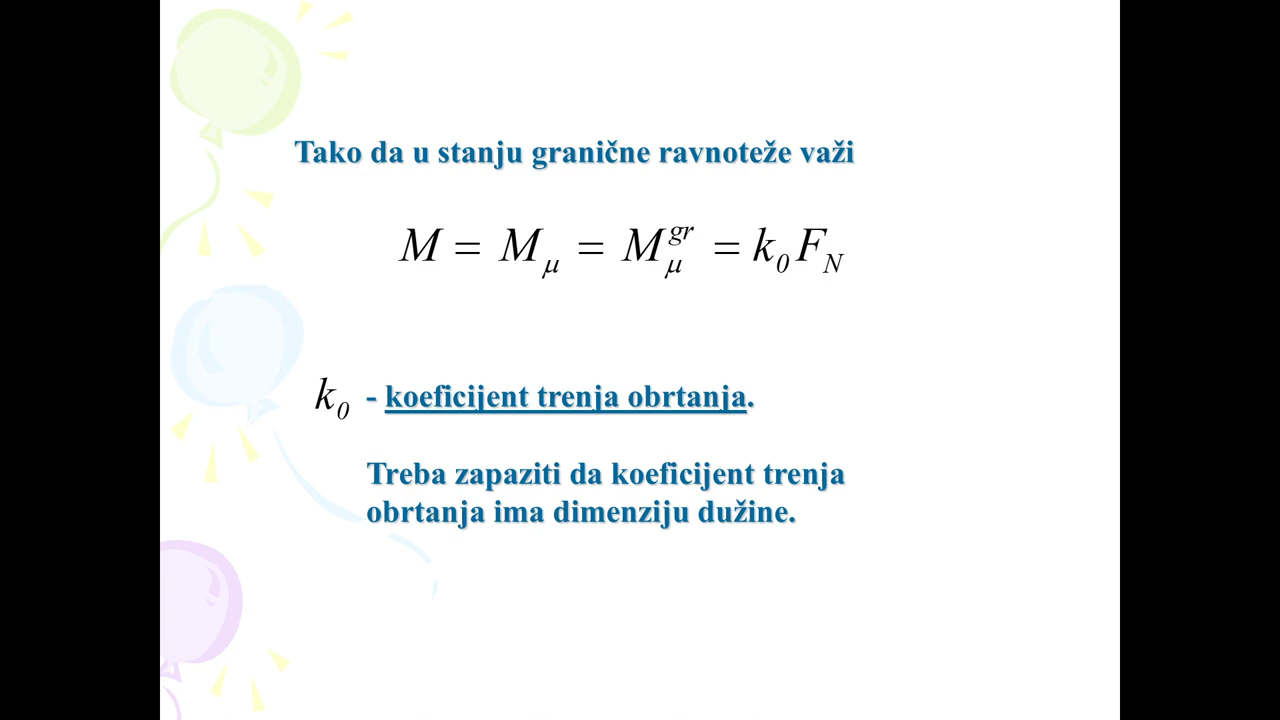 Tako da u stanju granične ravnoteže važi
M = M_μ = M_μ^gr = k_0 F_N
k_0 - koeficijent trenja obrtanja.
Treba zapaziti da koeficijent trenja
obrtanja ima dimenziju dužine.